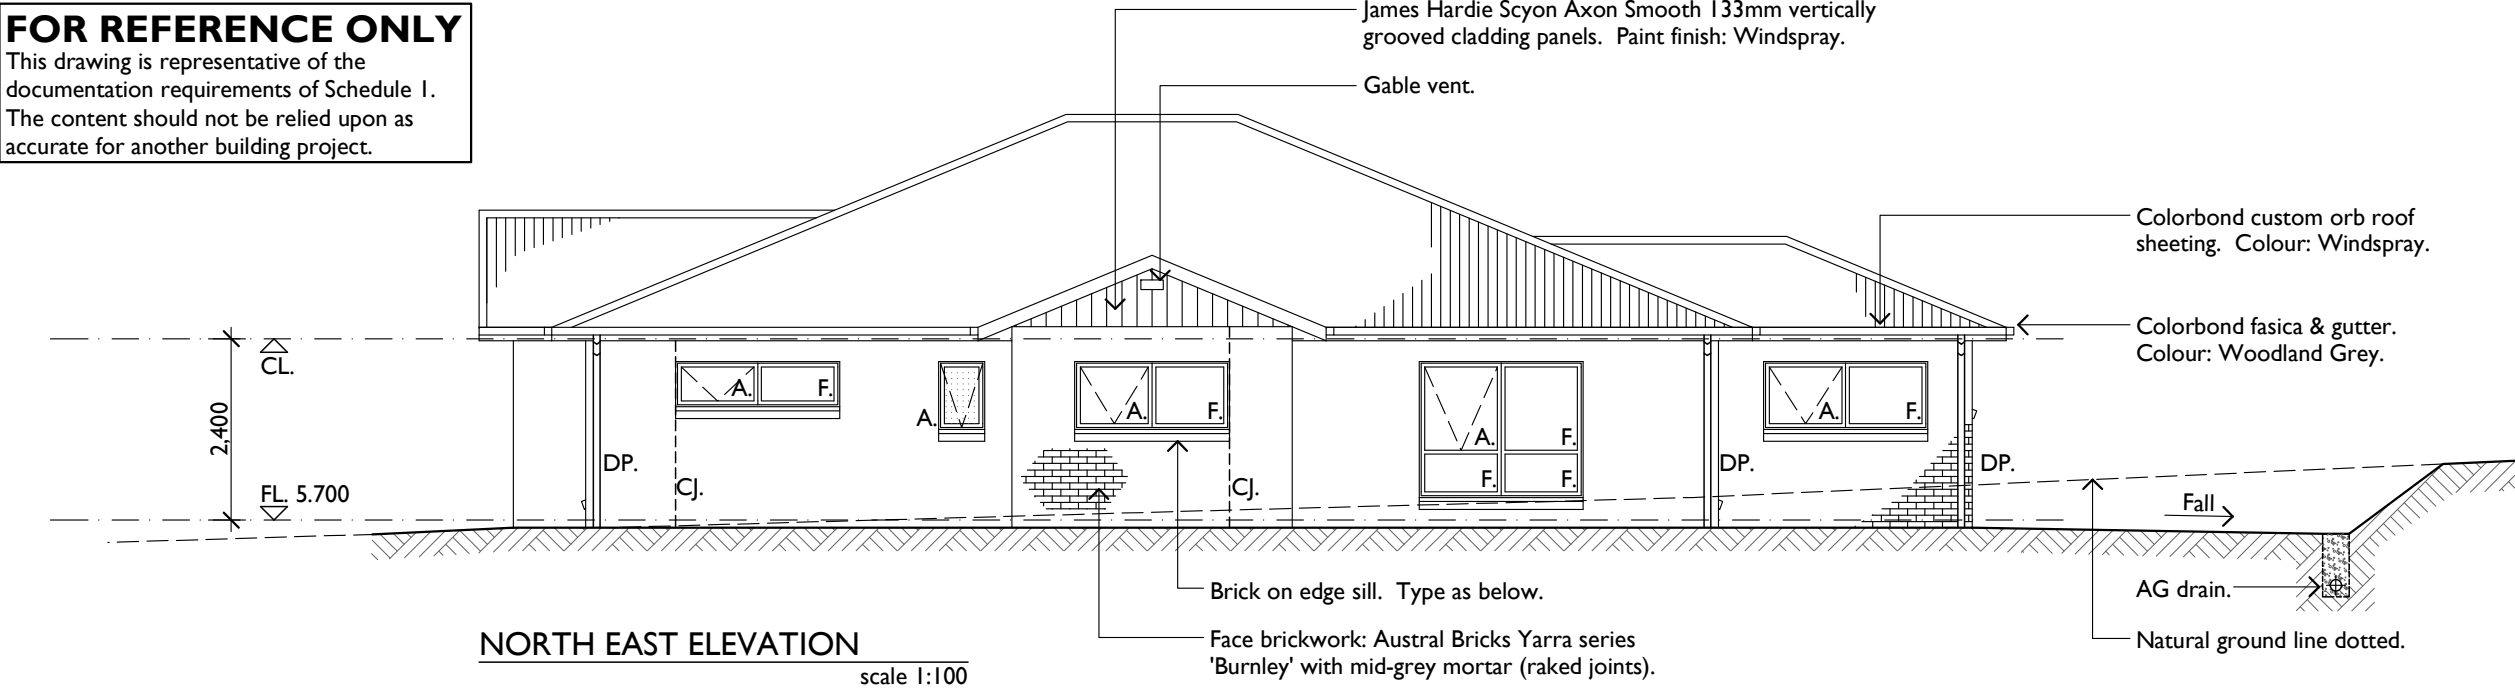 FOR REFERENCE ONLY
This drawing is representative of the
documentation requirements of Schedule 1.
The content should not be relied upon as
accurate for another building project.
James Hardie Scyon Axon Smooth 133mm vertically
grooved cladding panels. Paint finish: Windspray.
Gable vent.
Colorbond custom orb roof
sheeting. Colour: Windspray.
Colorbond fasica & gutter.
Colour: Woodland Grey.
CL.
2,400
FL. 5.700
DP.
CJ.
A.
F.
A.
A.
F.
CJ.
A.
F.
F.
F.
DP.
A.
F.
DP.
Fall
AG drain.
Natural ground line dotted.
Brick on edge sill. Type as below.
Face brickwork: Austral Bricks Yarra series
'Burnley' with mid-grey mortar (raked joints).
NORTH EAST ELEVATION
scale 1:100